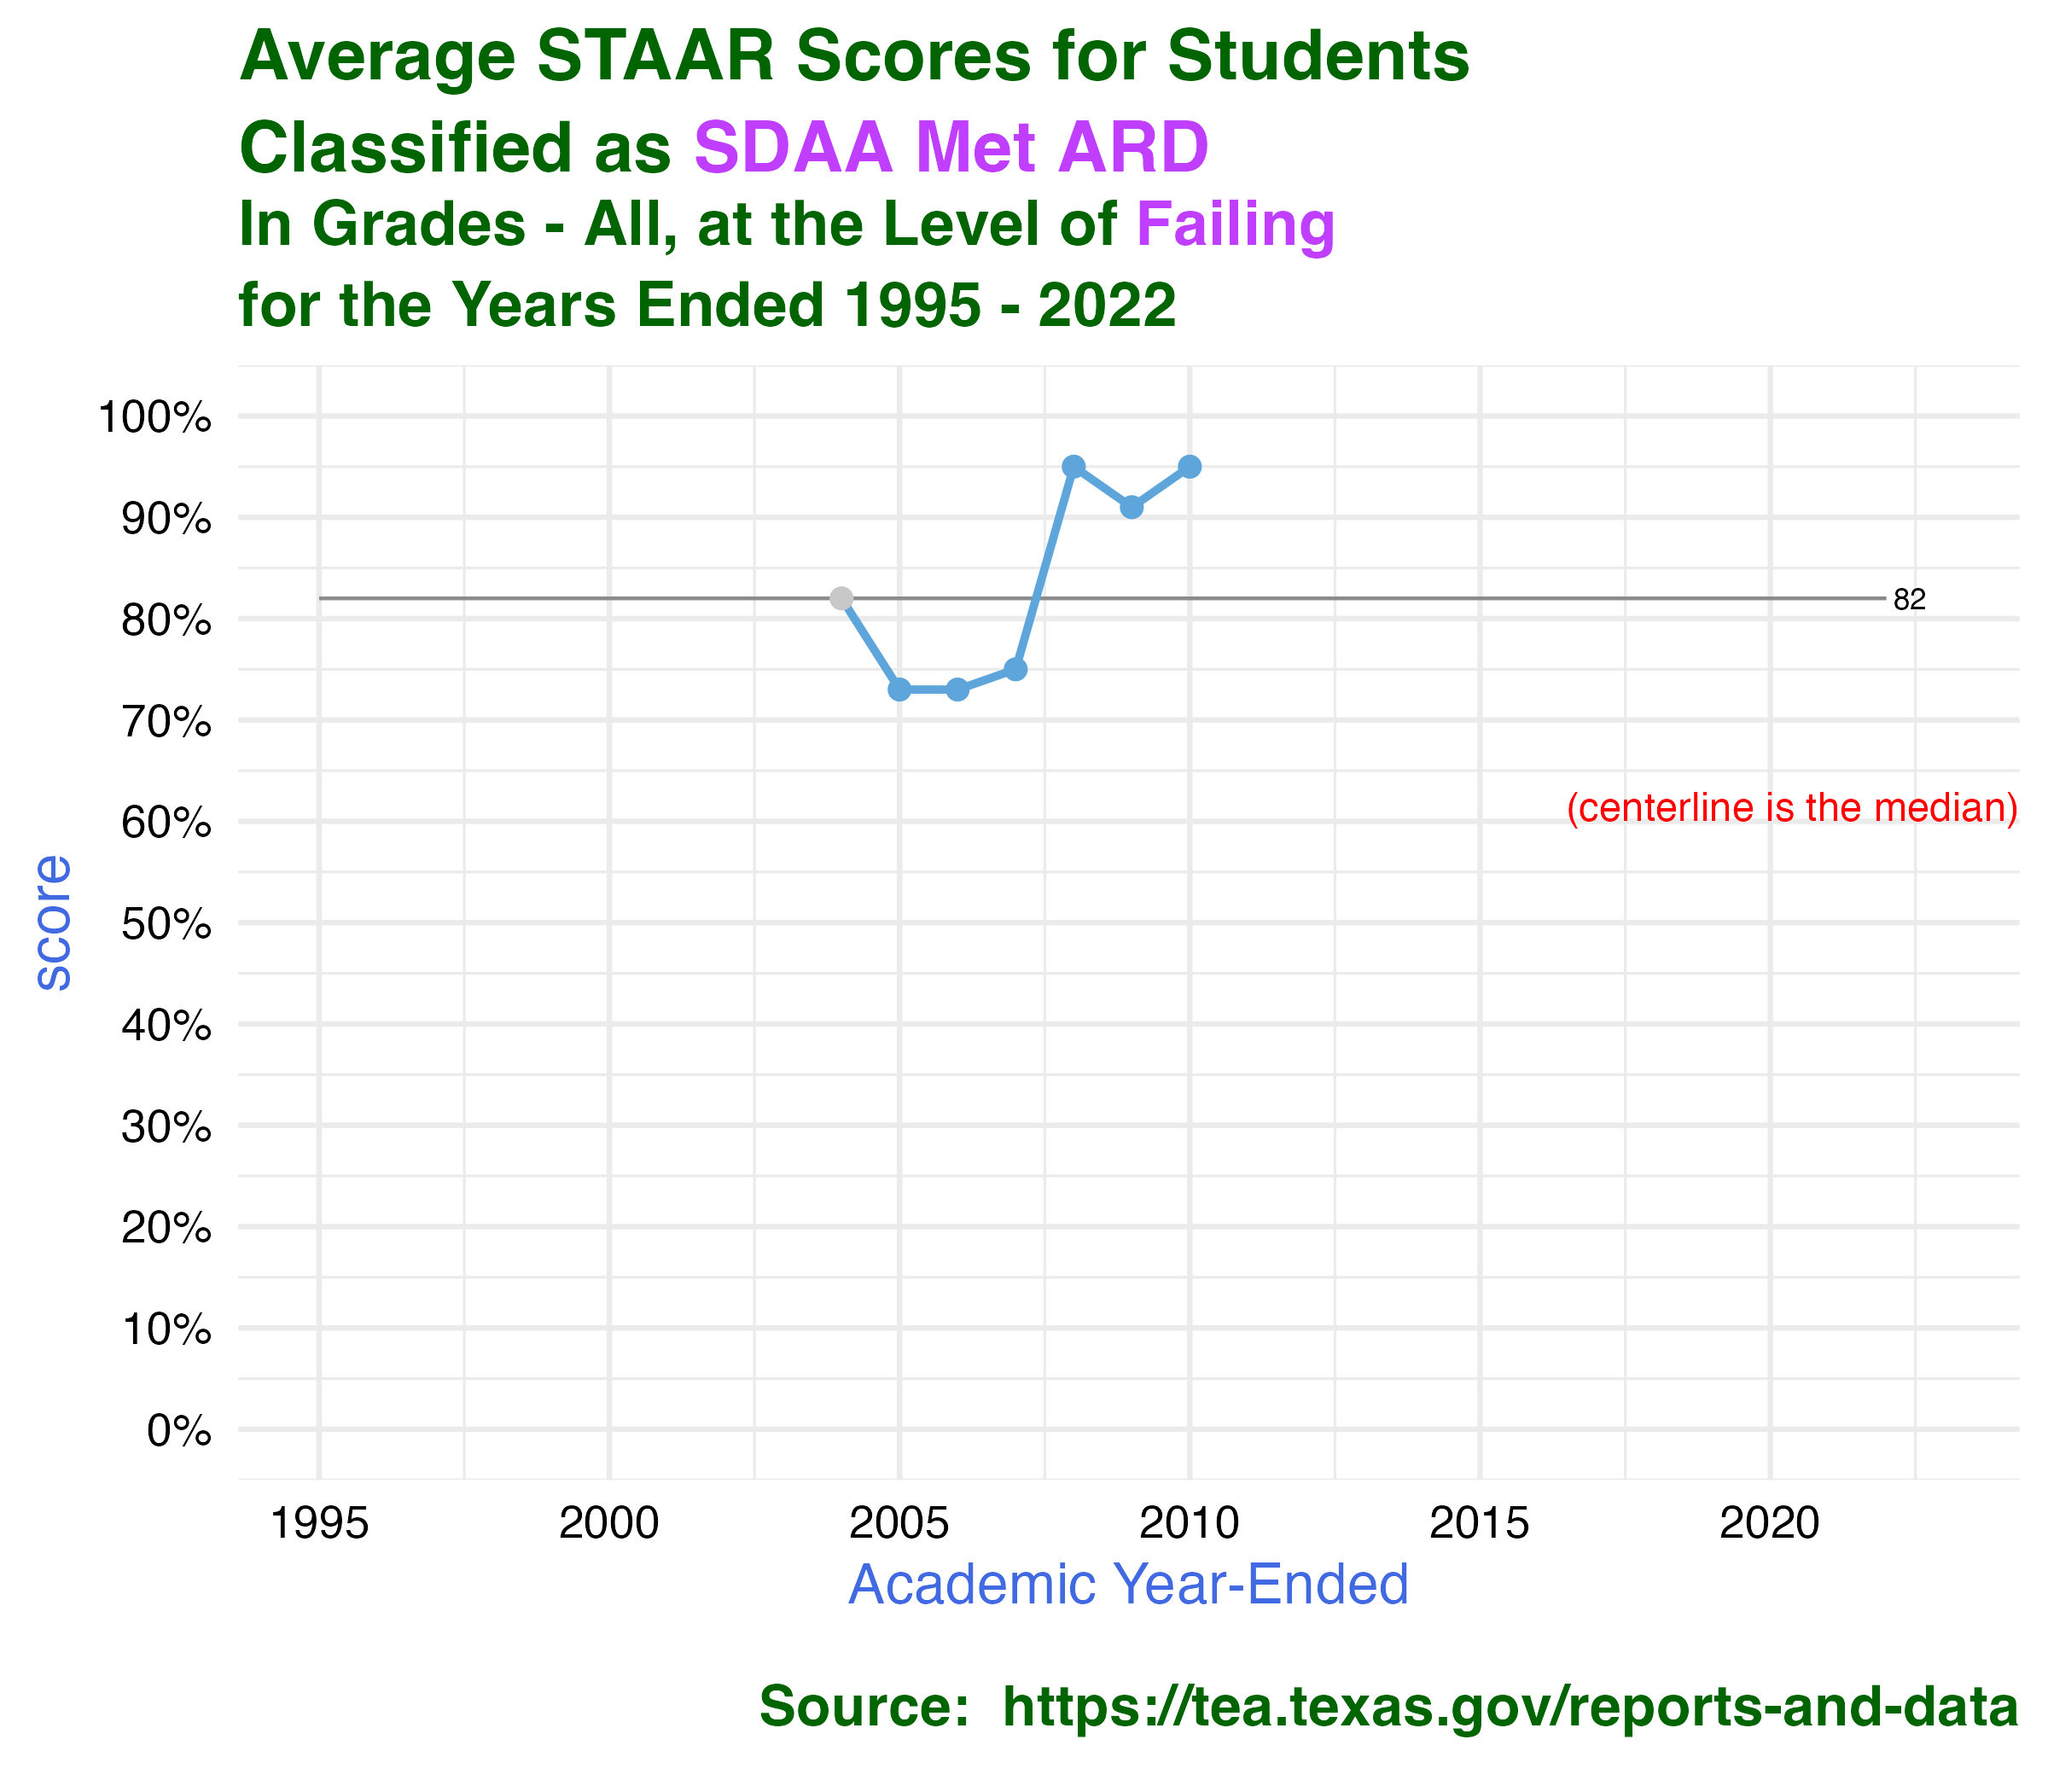 Average STAAR Scores for Students
Classified as SDAA Met ARD
In Grades - All, at the Level of Failing
for the Years Ended 1995 - 2022
100%
90%
82
80%
70%
(centerline is the median)
60%
score
50%
40%
30%
20%
10%
0%
1995 2000 2005 2010 2015 2020
Academic Year-Ended
Source:  https://tea.texas.gov/reports-and-data